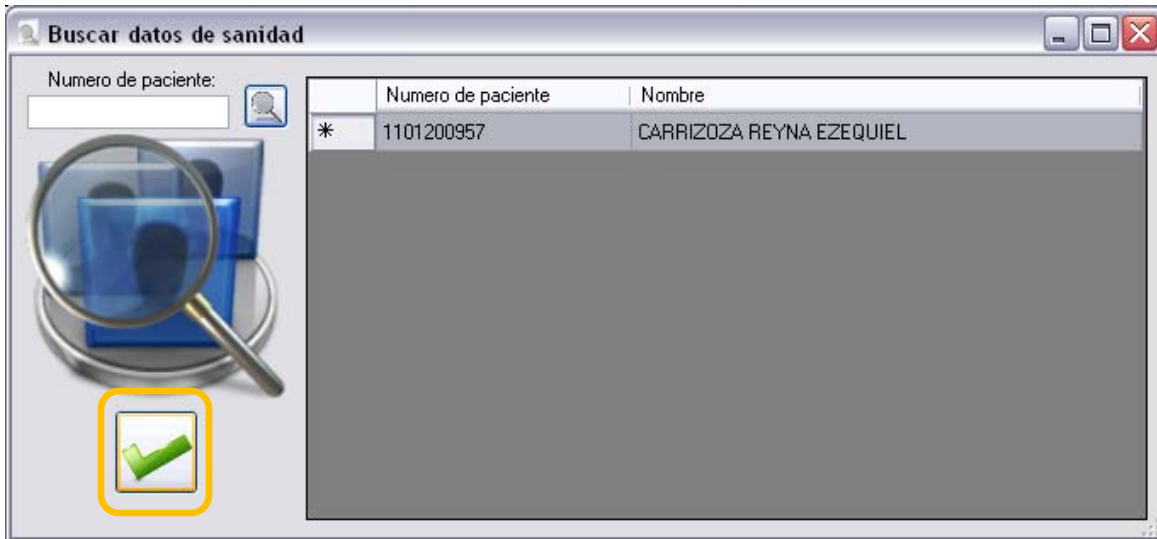 Buscar datos de sanidad
Numero de paciente:
Numero de paciente Nombre
* 1101200957 CARRIZOZA REYNA EZEQUIEL